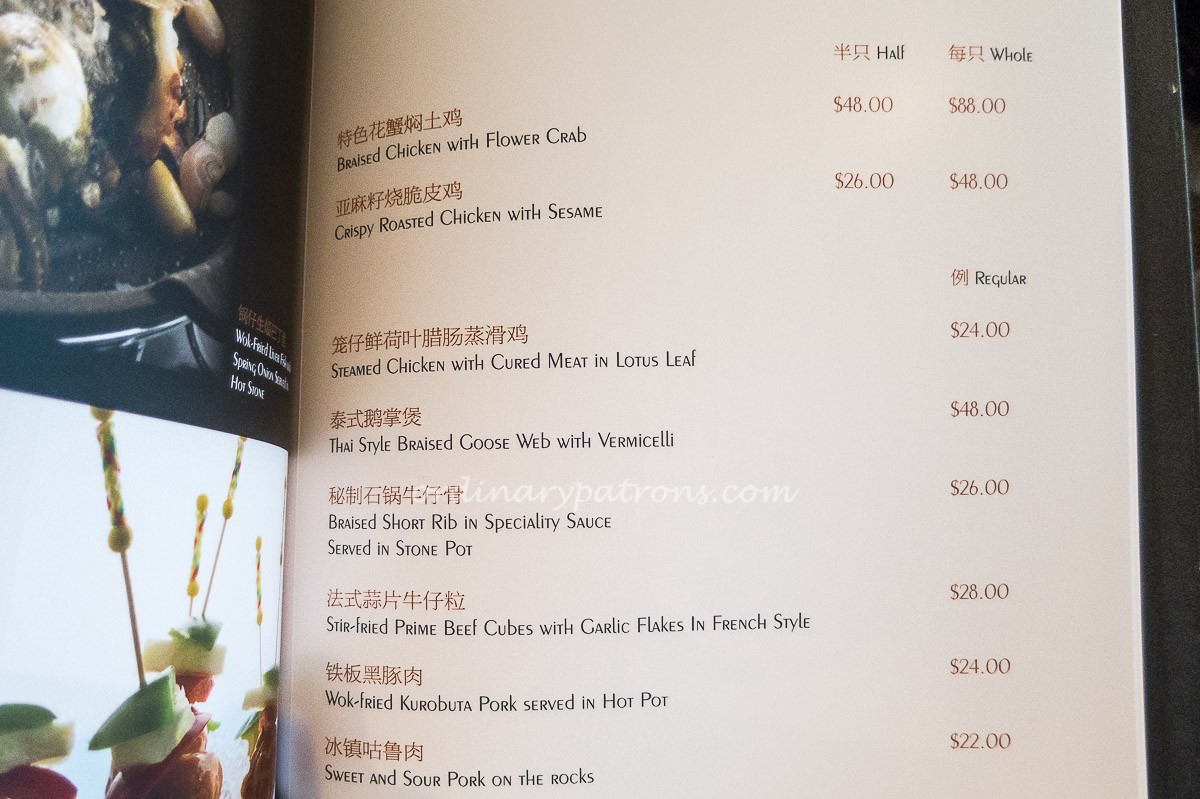 半只 Half 每只 Whole
特色花蟹焖土鸡 $48.00 $88.00
Braised Chicken with Flower Crab
亚麻籽烧脆皮鸡 $26.00 $48.00
Crispy Roasted Chicken with Sesame
例 Regular
笼仔鲜荷叶腊肠蒸滑鸡 $24.00
Steamed Chicken with Cured Meat in Lotus Leaf
泰式鹅掌煲 $48.00
Thai Style Braised Goose Web with Vermicelli
秘制石锅牛仔骨 $26.00
Braised Short Rib in Speciality Sauce
Served in Stone Pot
法式蒜片牛仔粒 $28.00
Stir-fried Prime Beef Cubes with Garlic Flakes In French Style
铁板黑豚肉 $24.00
Wok-fried Kurobuta Pork served in Hot Pot
冰镇咕鲁肉 $22.00
Sweet and Sour Pork on the rocks
锅仔生
Wok-Fried Liver
Spring Onion
Hot Stone